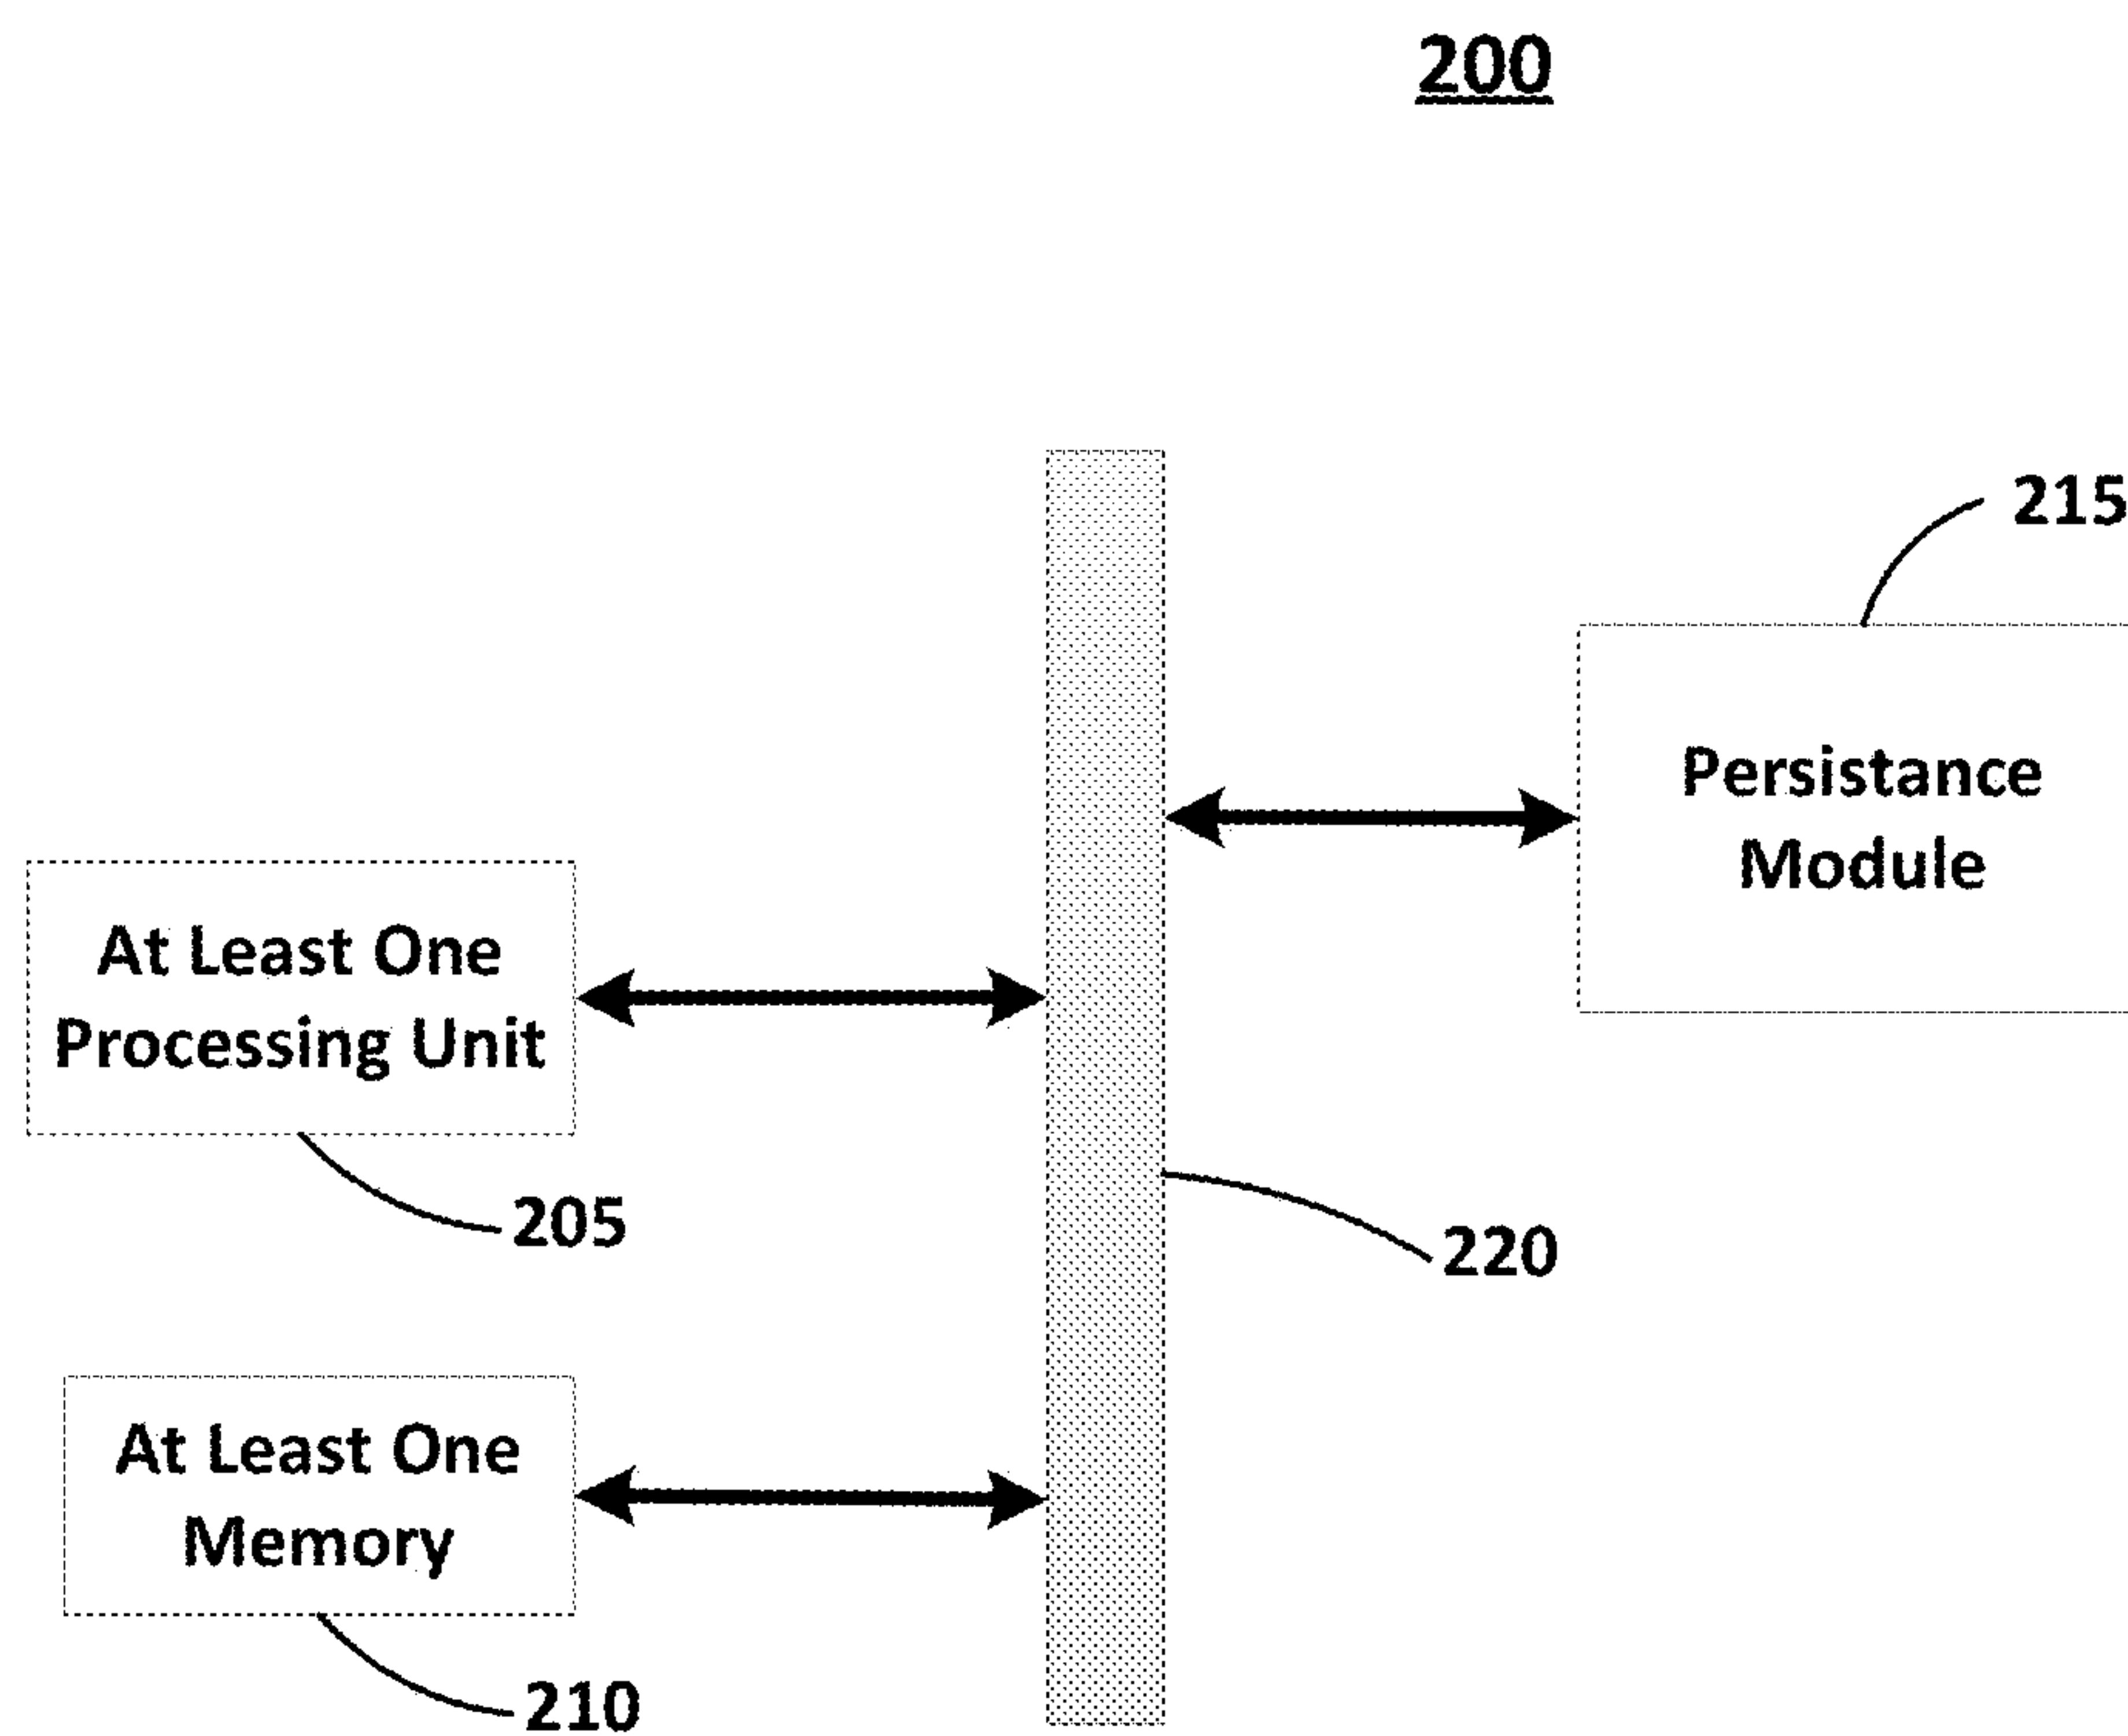 200
215
Persistance
Module
At Least One
Processing Unit
205
220
At Least One
Memory
210